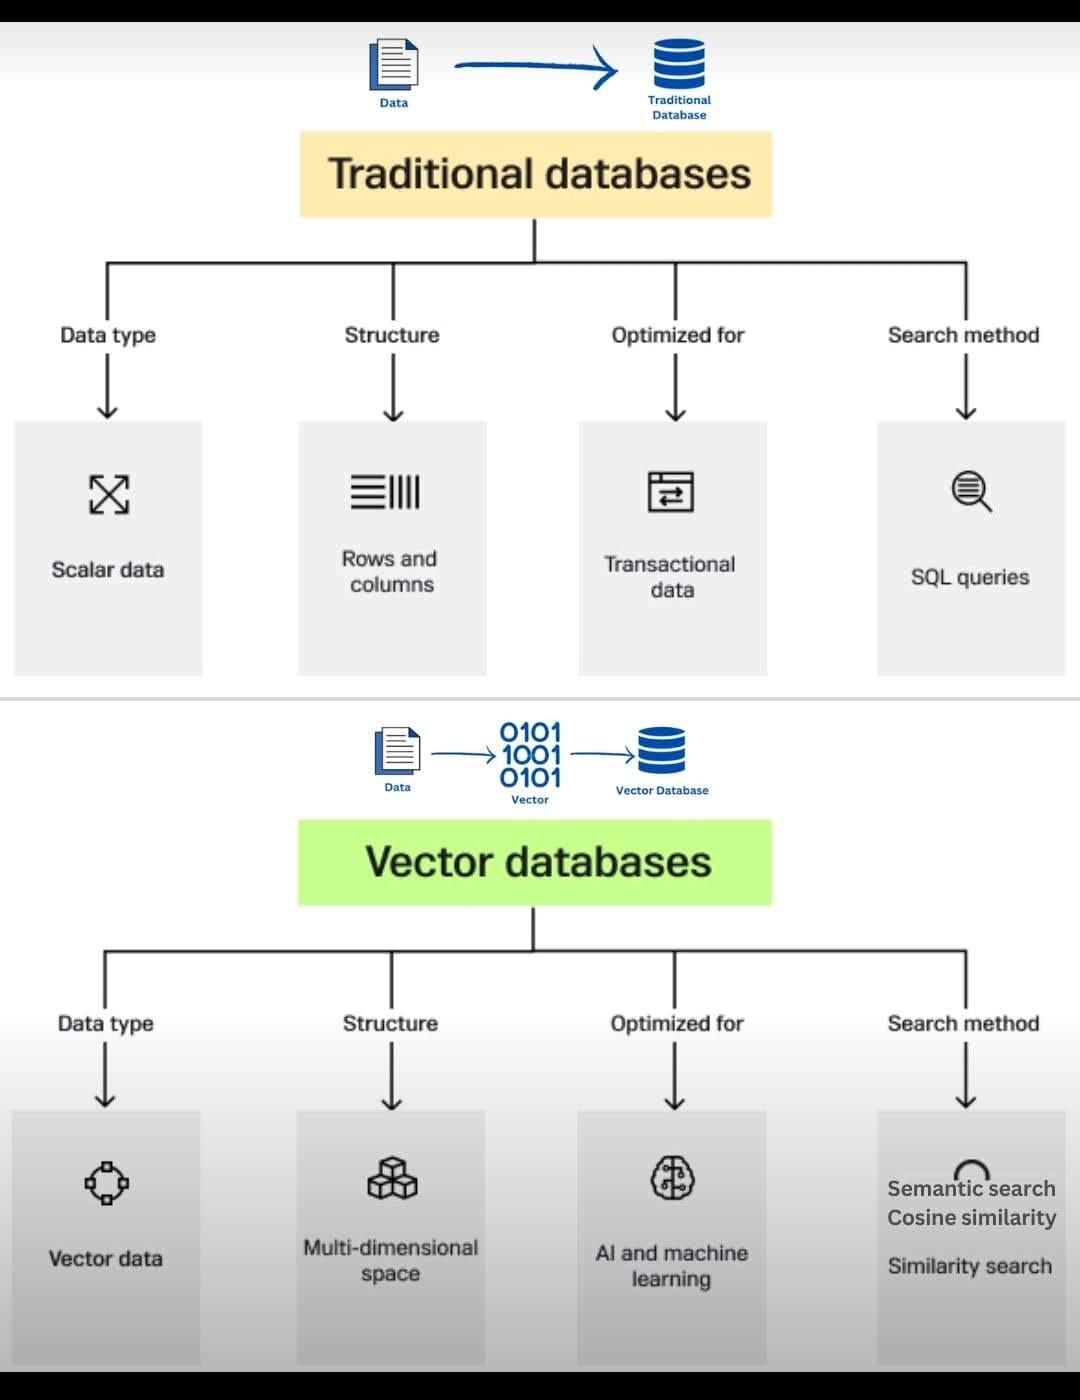 Data
Traditional
Database
Traditional databases
Data type
Structure
Optimized for
Search method
Scalar data
Rows and
columns
Transactional
data
SQL queries
0101
1001
0101
Data
Vector
Vector Database
Vector databases
Data type
Structure
Optimized for
Search method
Vector data
Multi-dimensional
space
AI and machine
learning
Semantic search
Cosine similarity
Similarity search